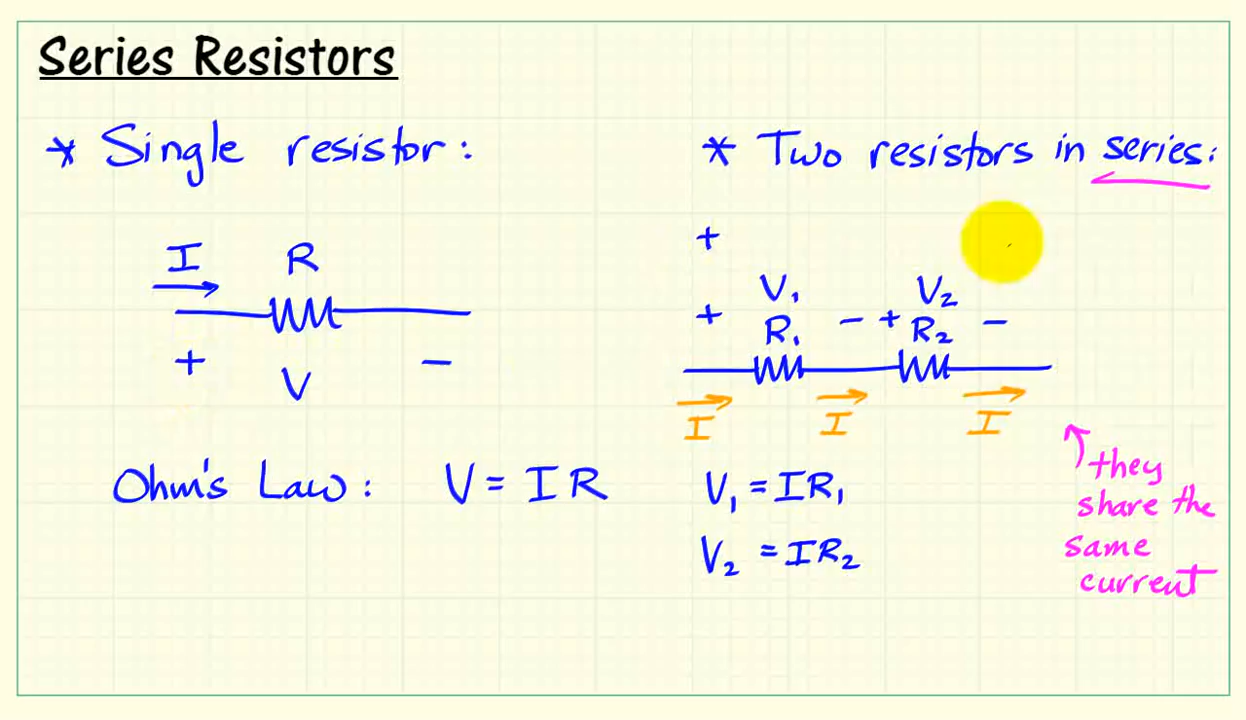 Series Resistors
* Single resistor:
I
R
+ V -
Ohm's Law: V = IR
* Two resistors in series:
+
V₁ V₂
+ R₁ - + R₂ -
I I I
V₁ = IR₁
V₂ = IR₂
they
share the
same
current